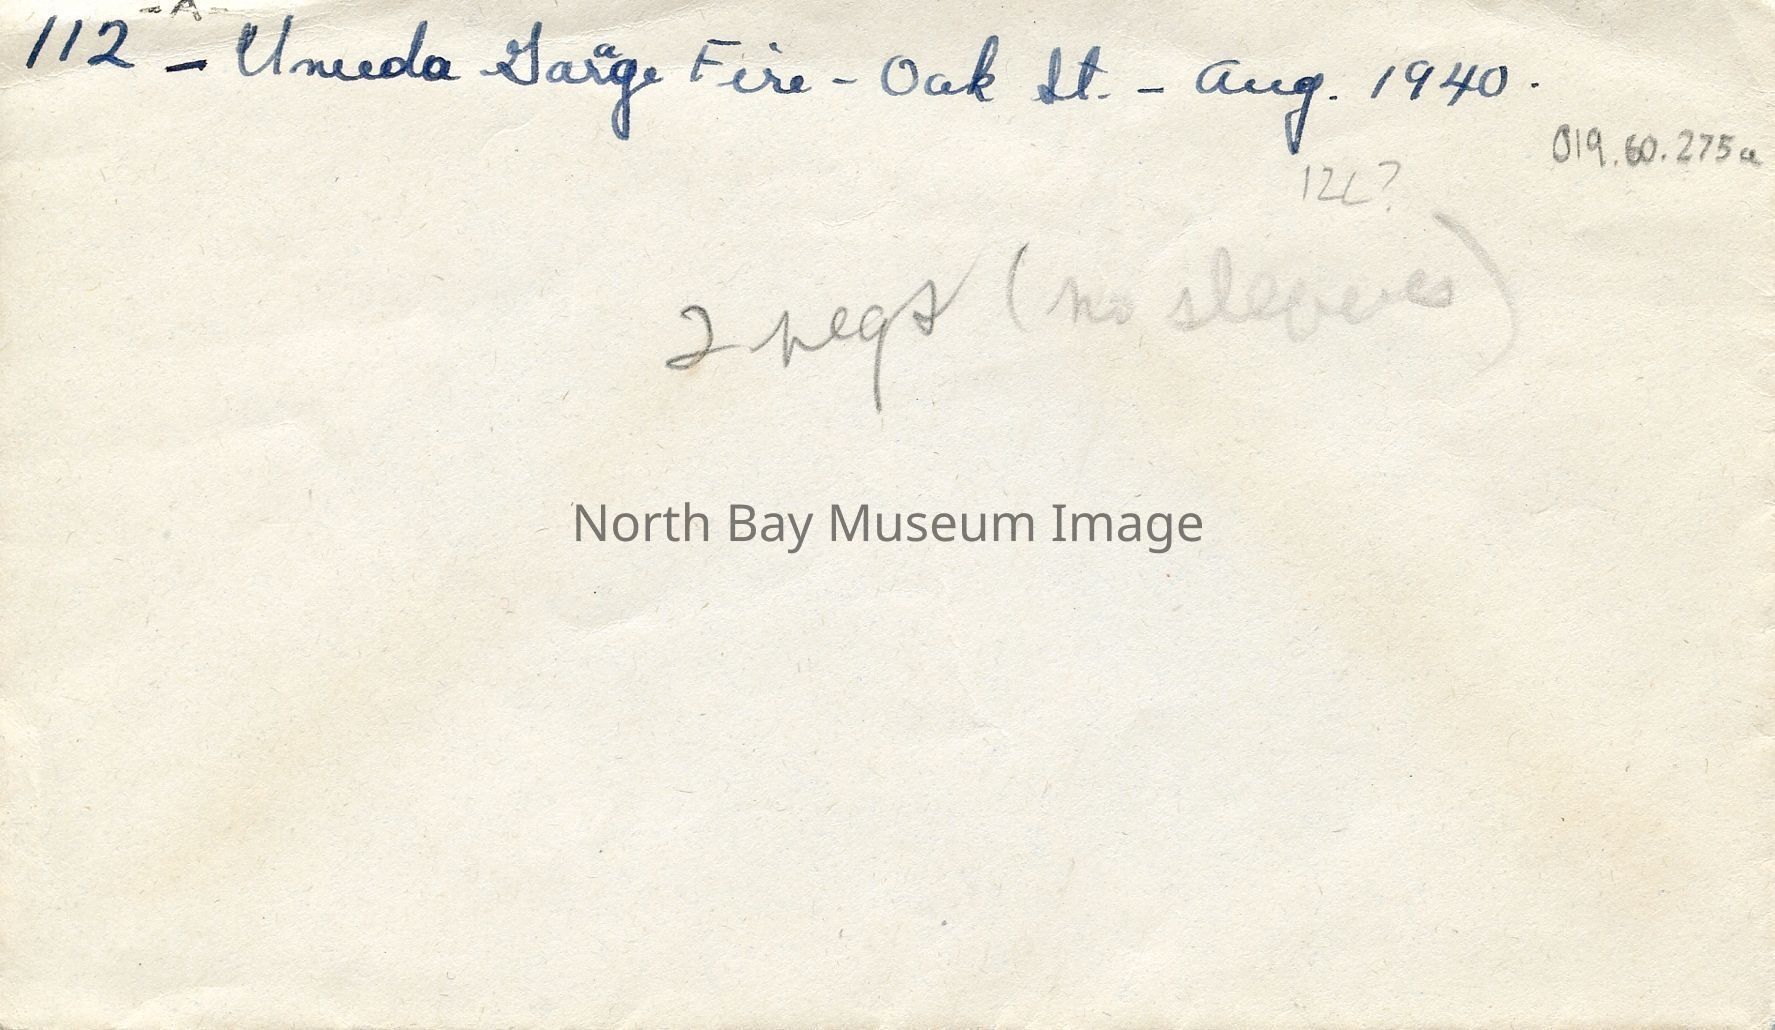 -A-
112 - Uneeda Garage Fire - Oak St. - Aug. 1940.
019.60.275a
12L?
2 negs (no sleeves)
North Bay Museum Image